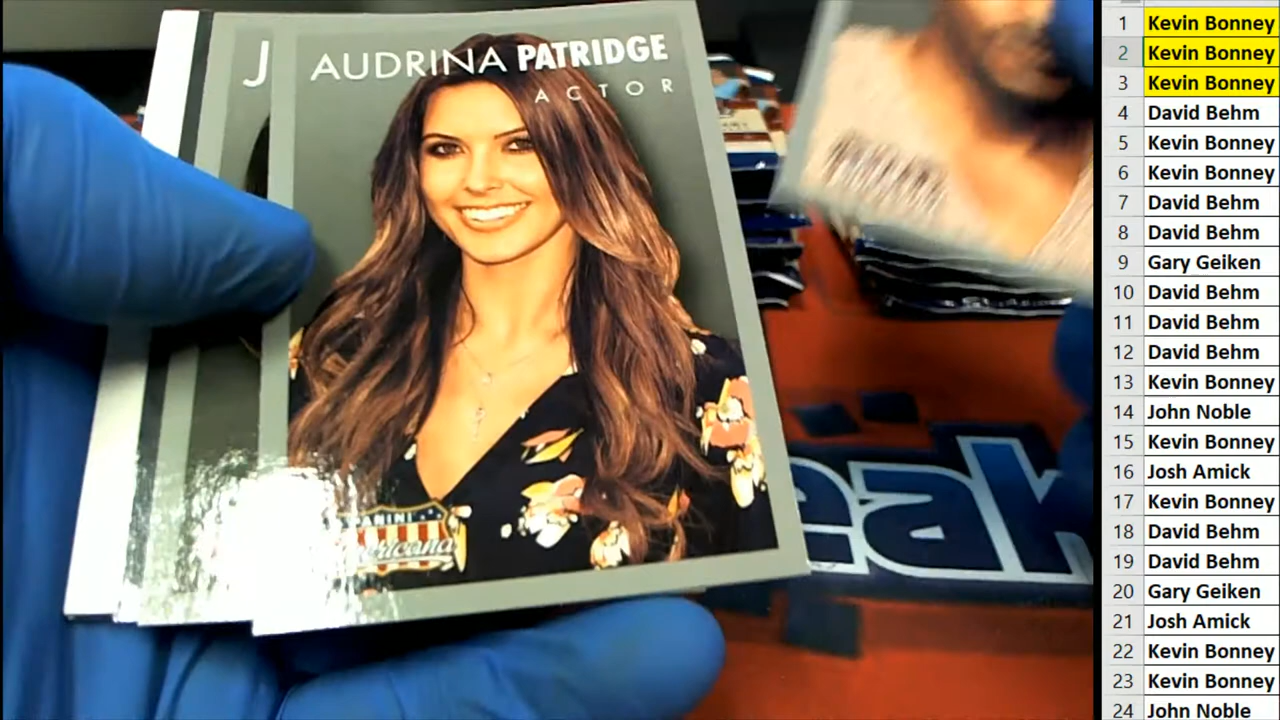 J
AUDRINA PATRIDGE
ACTOR
PANINI
Americana
eak
1 Kevin Bonney
2 Kevin Bonney
3 Kevin Bonney
4 David Behm
5 Kevin Bonney
6 Kevin Bonney
7 David Behm
8 David Behm
9 Gary Geiken
10 David Behm
11 David Behm
12 David Behm
13 Kevin Bonney
14 John Noble
15 Kevin Bonney
16 Josh Amick
17 Kevin Bonney
18 David Behm
19 David Behm
20 Gary Geiken
21 Josh Amick
22 Kevin Bonney
23 Kevin Bonney
24 John Noble